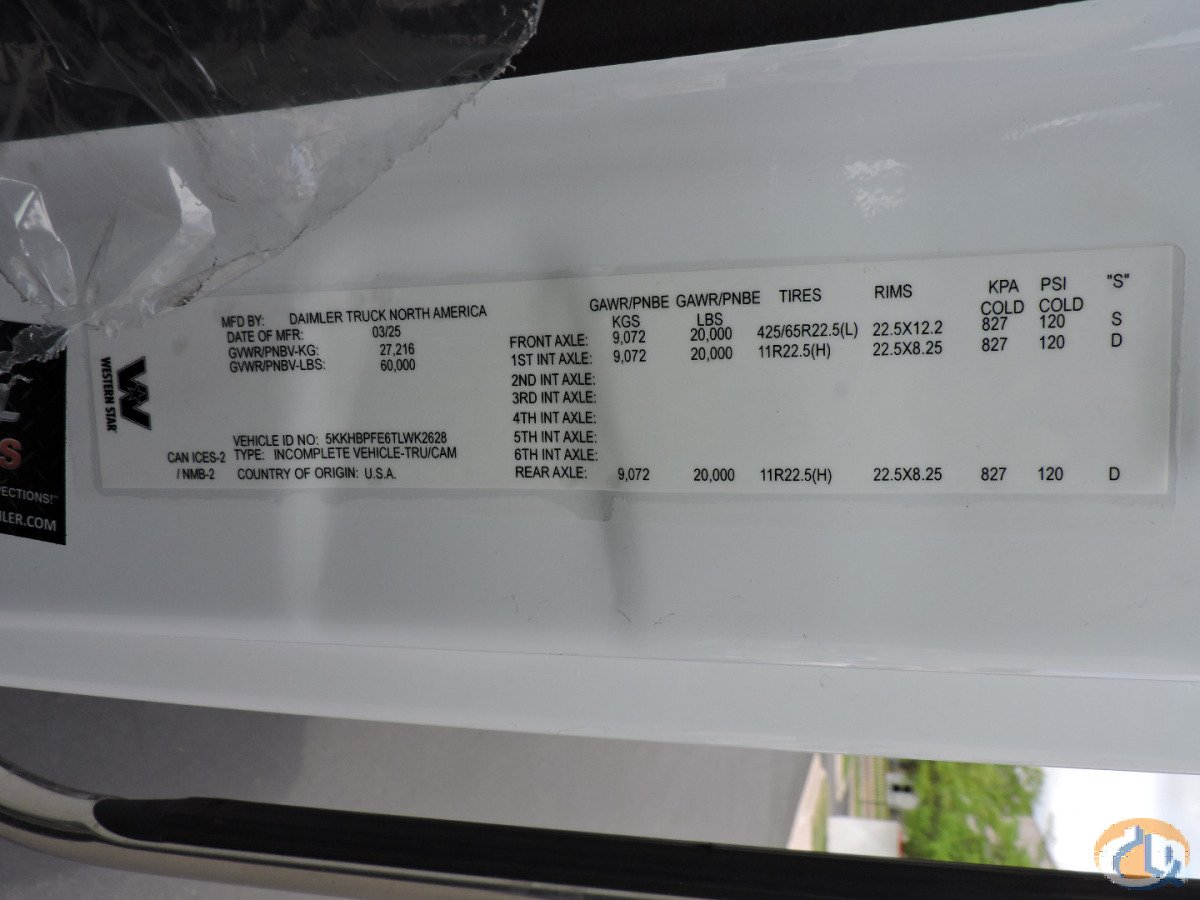 MFD BY: DAIMLER TRUCK NORTH AMERICA
DATE OF MFR: 03/25
GVWR/PNBV-KG: 27,216
GVWR/PNBV-LBS: 60,000
VEHICLE ID NO: 5KKHBPFE6TLWK2628
CAN ICES-2 TYPE: INCOMPLETE VEHICLE-TRU/CAM
/ NMB-2 COUNTRY OF ORIGIN: U.S.A.
WESTERN STAR
GAWR/PNBE GAWR/PNBE TIRES RIMS KPA PSI "S"
KGS LBS COLD COLD
FRONT AXLE: 9,072 20,000 425/65R22.5(L) 22.5X12.2 827 120 S
1ST INT AXLE: 9,072 20,000 11R22.5(H) 22.5X8.25 827 120 D
2ND INT AXLE:
3RD INT AXLE:
4TH INT AXLE:
5TH INT AXLE:
6TH INT AXLE:
REAR AXLE: 9,072 20,000 11R22.5(H) 22.5X8.25 827 120 D
ECTIONS!"
ILER.COM